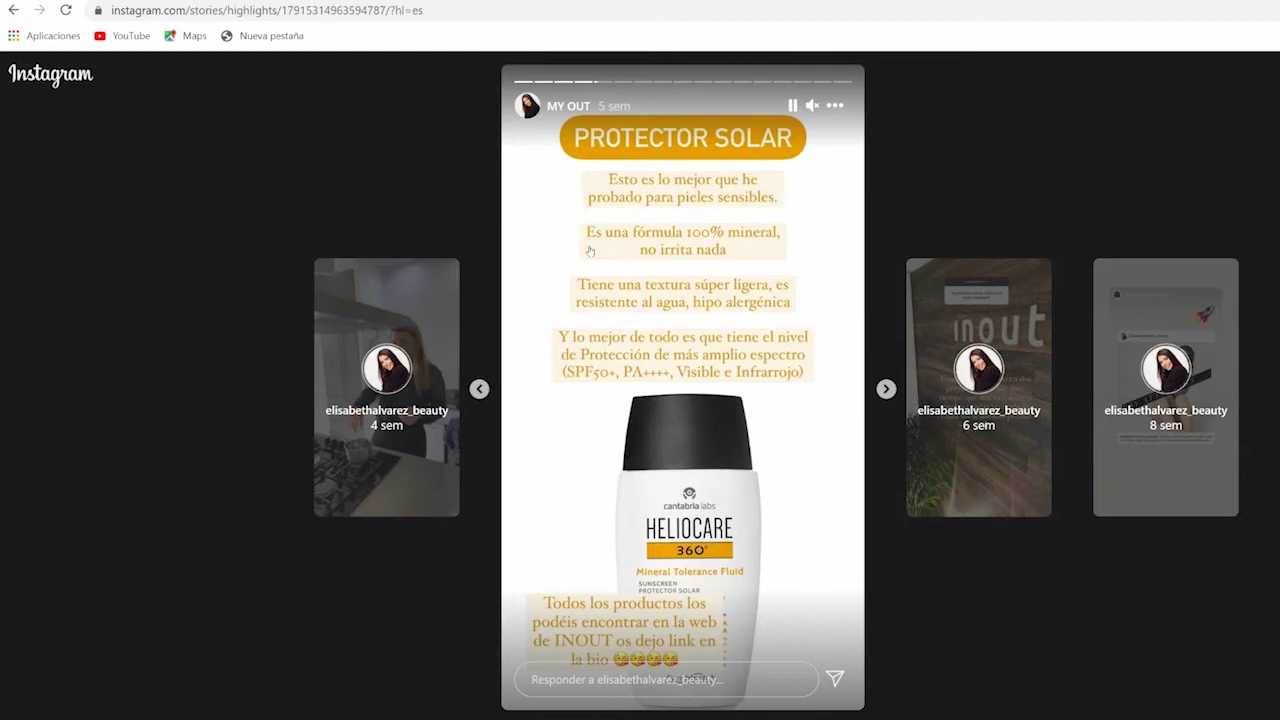 instagram.com/stories/highlights/17915314963594787/?hl=es
Aplicaciones
YouTube
Maps
Nueva pestaña
Instagram
MY OUT 5 sem
PROTECTOR SOLAR
Esto es lo mejor que he
probado para pieles sensibles.
Es una fórmula 100% mineral,
no irrita nada
Tiene una textura súper ligera, es
resistente al agua, hipo alergénica
Y lo mejor de todo es que tiene el nivel
de Protección de más amplio espectro
(SPF50+, PA++++, Visible e Infrarrojo)
cantabria labs
HELIOCARE
360°
Mineral Tolerance Fluid
SUNSCREEN
PROTECTOR SOLAR
Todos los productos los
podéis encontrar en la web
de INOUT os dejo link en
la bio 😘😘😘😘
Responder a elisabethalvarez_beauty...
elisabethalvarez_beauty
4 sem
inout
elisabethalvarez_beauty
6 sem
elisabethalvarez_beauty
8 sem